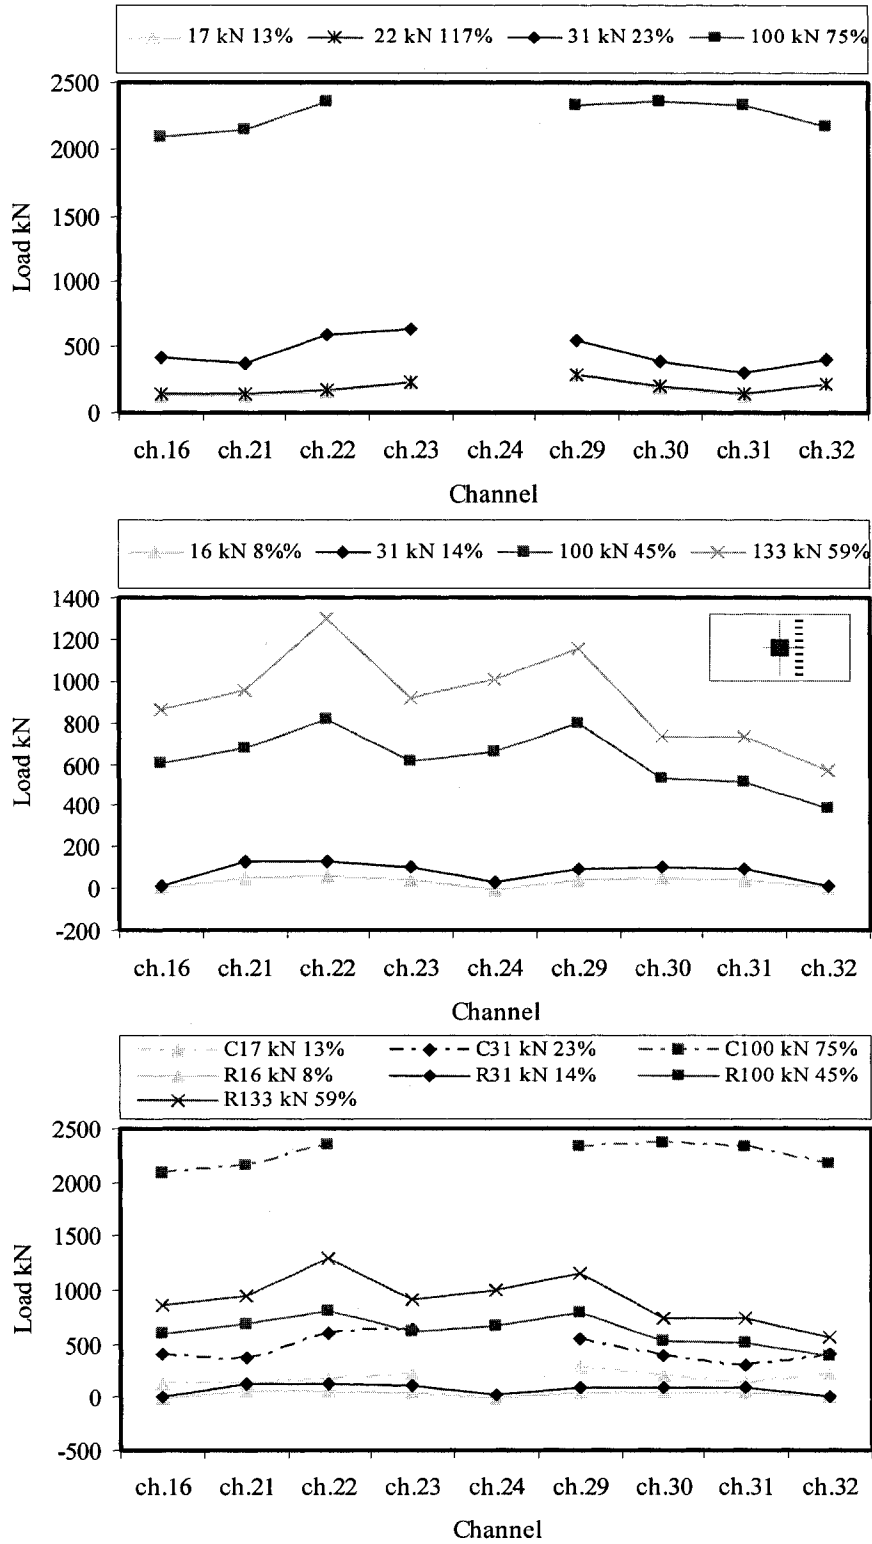 17 kN 13% 22 kN 117% 31 kN 23% 100 kN 75%
2500
2000
1500
1000
500
0
Load kN
ch.16 ch.21 ch.22 ch.23 ch.24 ch.29 ch.30 ch.31 ch.32
Channel
16 kN 8%% 31 kN 14% 100 kN 45% 133 kN 59%
1400
1200
1000
800
600
400
200
0
-200
Load kN
ch.16 ch.21 ch.22 ch.23 ch.24 ch.29 ch.30 ch.31 ch.32
Channel
C17 kN 13% C31 kN 23% C100 kN 75%
R16 kN 8% R31 kN 14% R100 kN 45%
R133 kN 59%
2500
2000
1500
1000
500
0
-500
Load kN
ch.16 ch.21 ch.22 ch.23 ch.24 ch.29 ch.30 ch.31 ch.32
Channel